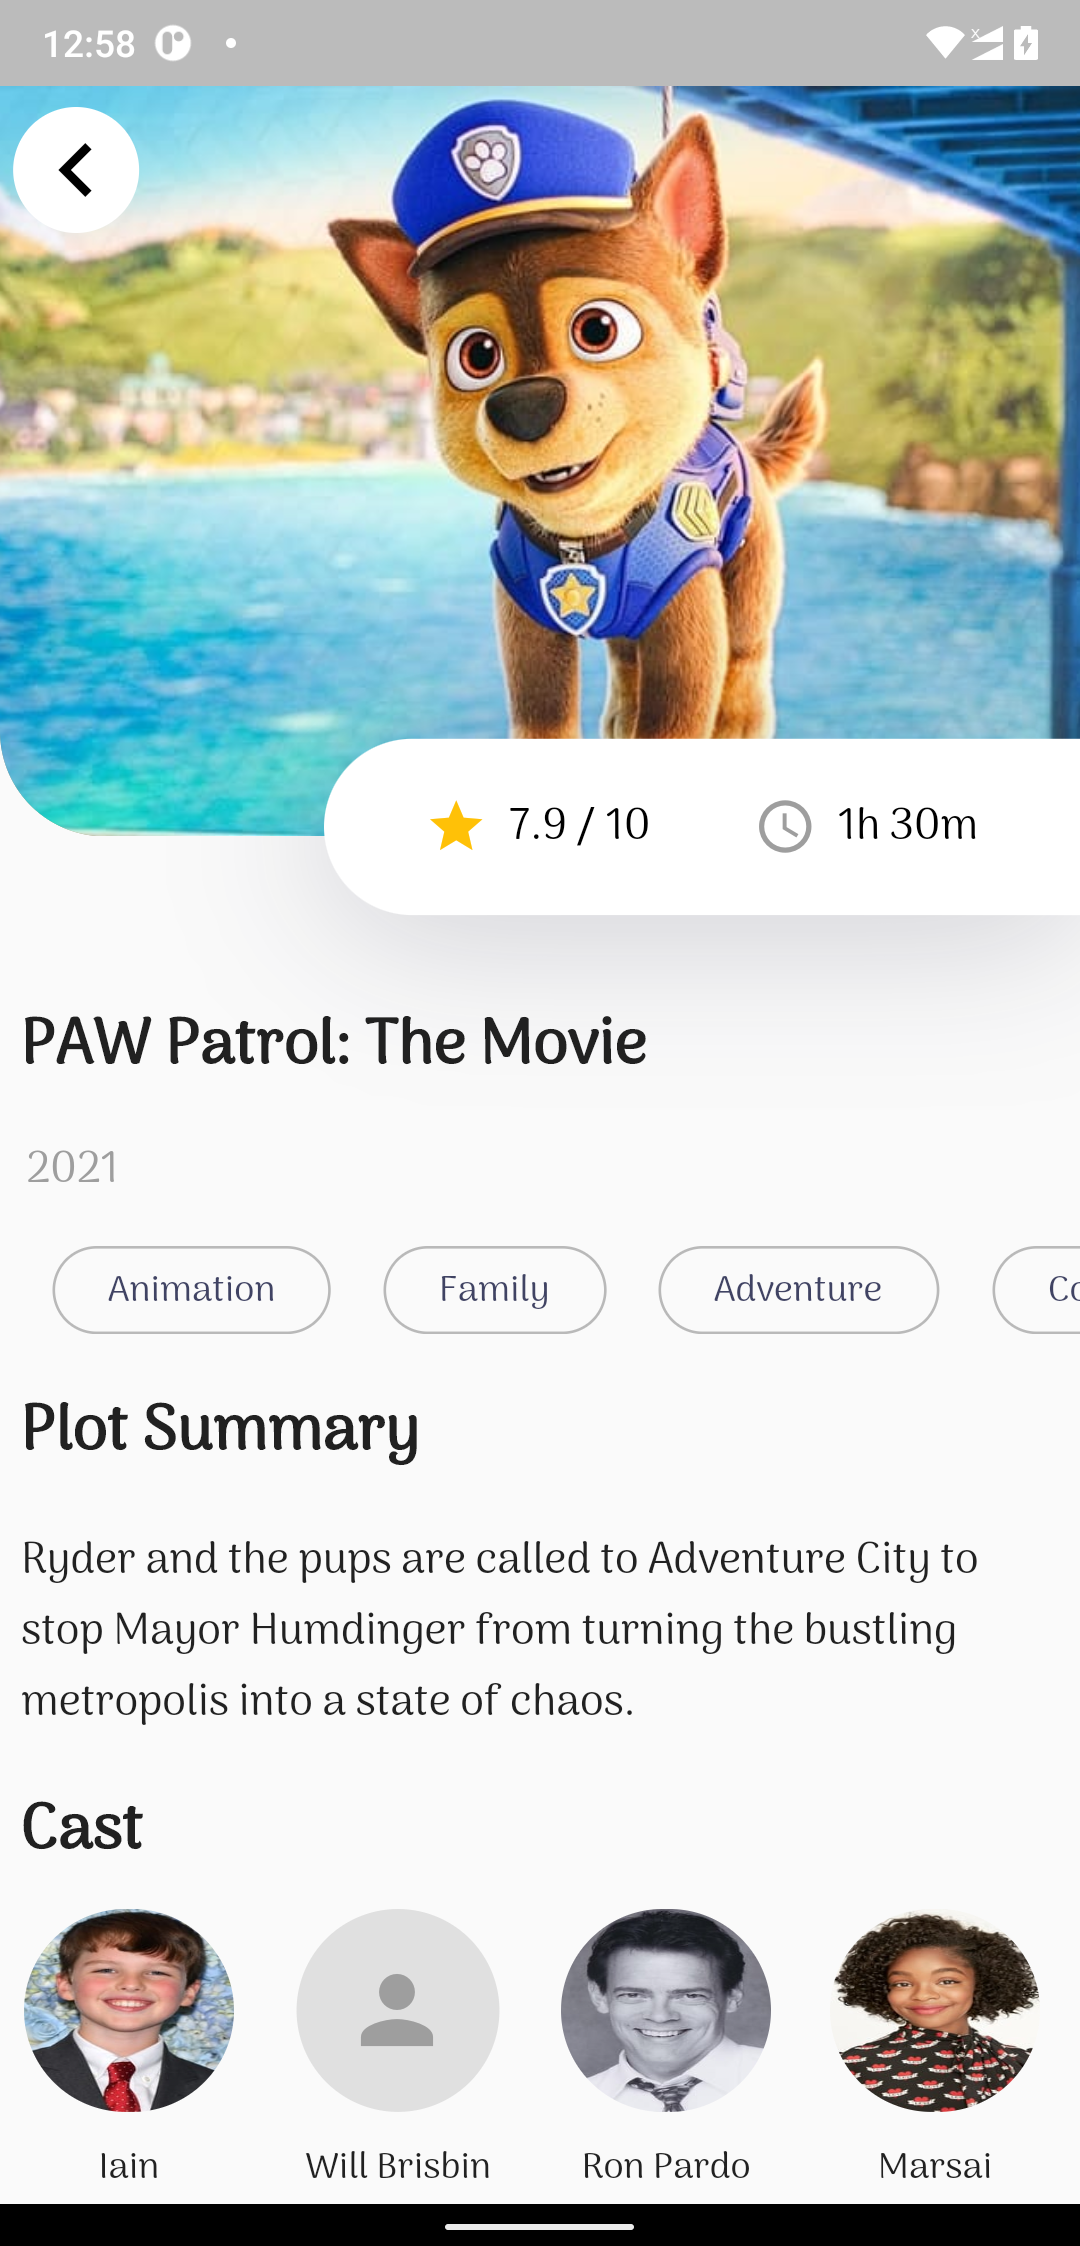 12:58
7.9 / 10
1h 30m
PAW Patrol: The Movie
2021
Animation
Family
Adventure
Co
Plot Summary
Ryder and the pups are called to Adventure City to
stop Mayor Humdinger from turning the bustling
metropolis into a state of chaos.
Cast
Iain
Will Brisbin
Ron Pardo
Marsai